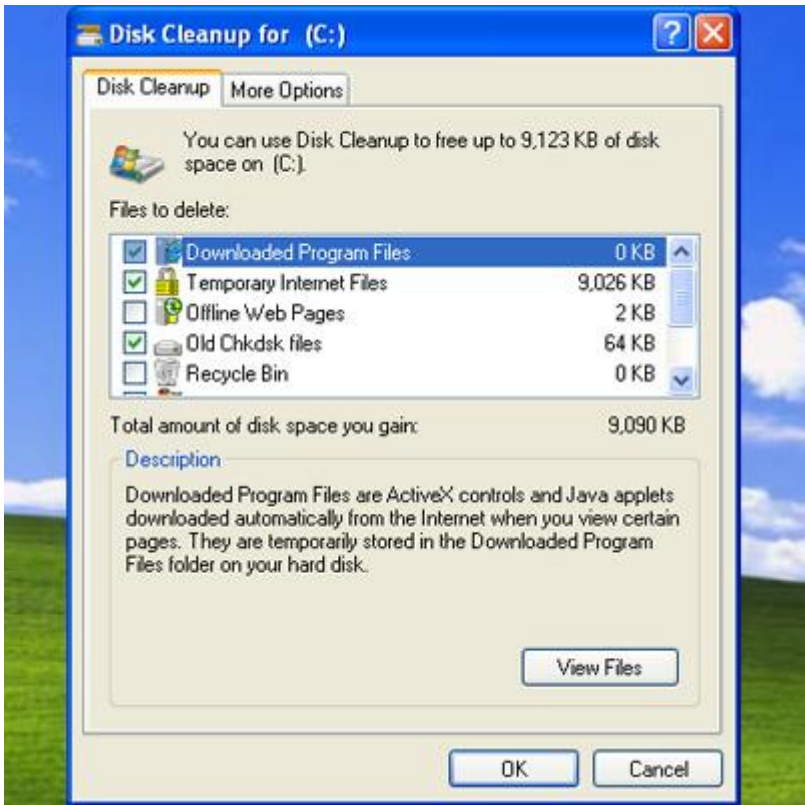 Disk Cleanup for (C:)
Disk Cleanup
More Options
You can use Disk Cleanup to free up to 9,123 KB of disk
space on (C:).
Files to delete:
Downloaded Program Files 0 KB
Temporary Internet Files 9,026 KB
Offline Web Pages 2 KB
Old Chkdsk files 64 KB
Recycle Bin 0 KB
Total amount of disk space you gain: 9,090 KB
Description
Downloaded Program Files are ActiveX controls and Java applets
downloaded automatically from the Internet when you view certain
pages. They are temporarily stored in the Downloaded Program
Files folder on your hard disk.
View Files
OK
Cancel